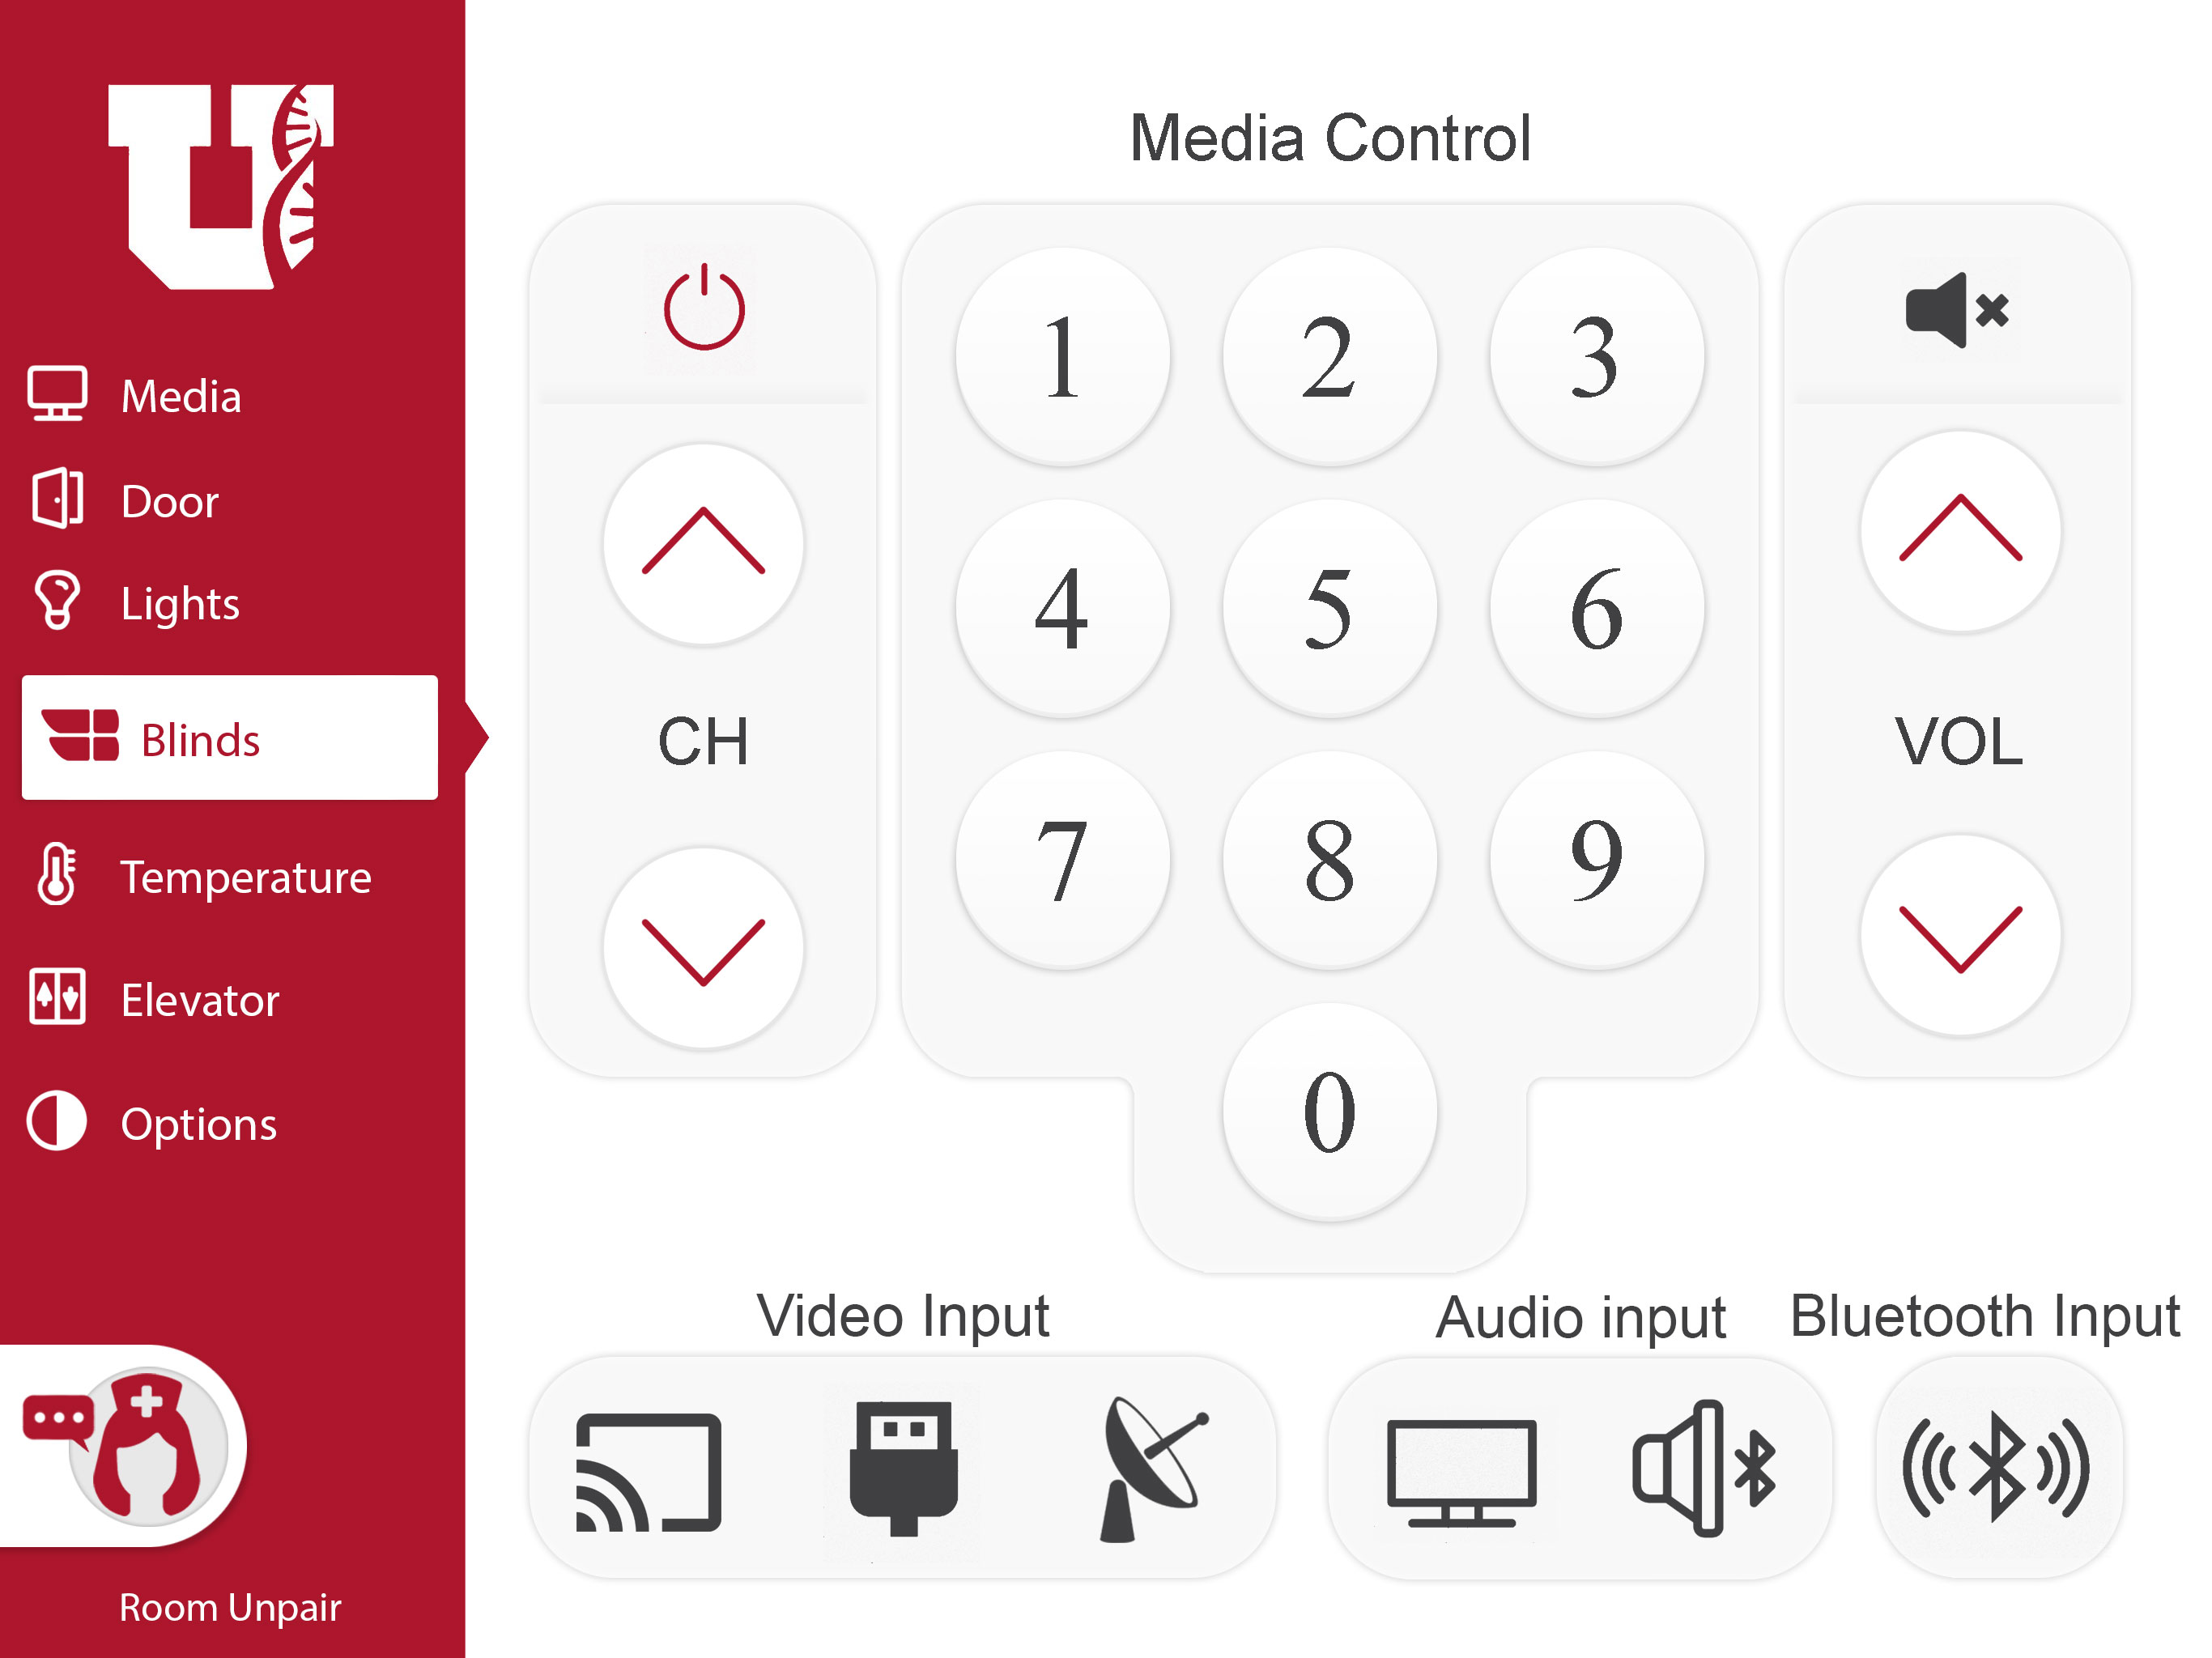 U
Media
Door
Lights
Blinds
Temperature
Elevator
Options
Room Unpair
Media Control
CH
1 2 3
4 5 6
7 8 9
0
VOL
Video Input
Audio input
Bluetooth Input